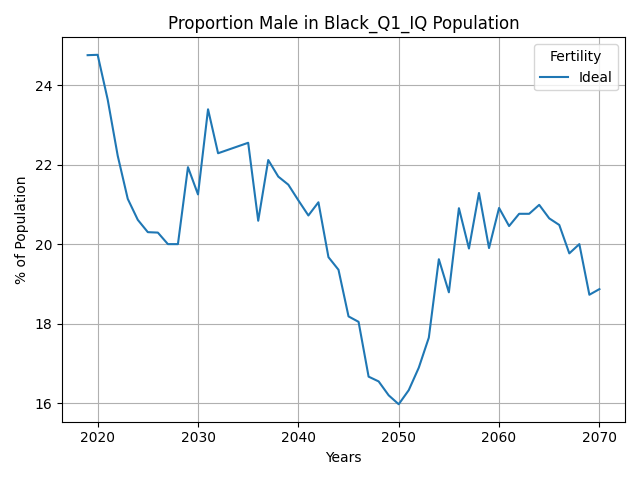 Proportion Male in Black_Q1_IQ Population
Fertility
Ideal
% of Population
24
22
20
18
16
2020 2030 2040 2050 2060 2070
Years